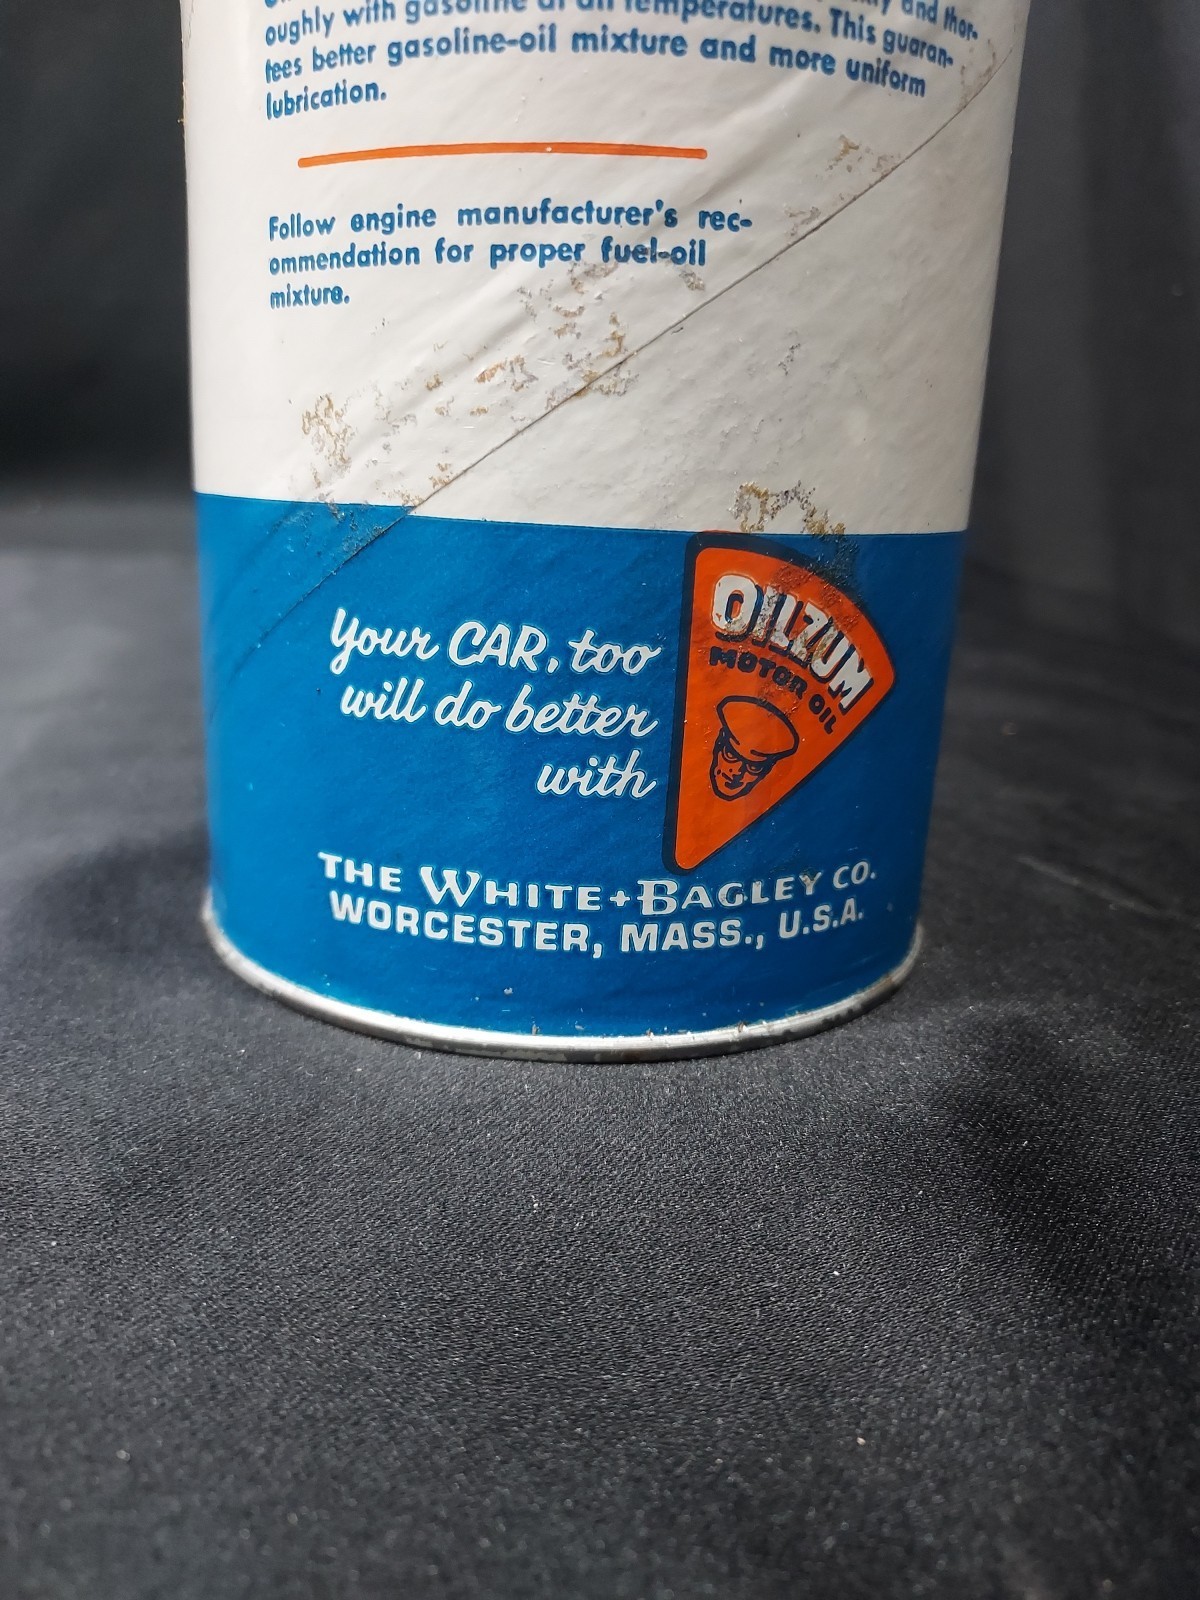 and thor-
oughly with gasoline at all temperatures. This guaran-
tees better gasoline-oil mixture and more uniform
lubrication.
Follow engine manufacturer's rec-
ommendation for proper fuel-oil
mixture.
Your CAR, too
will do better
with
OILZUM
MOTOR OIL
THE WHITE + BAGLEY CO.
WORCESTER, MASS., U.S.A.